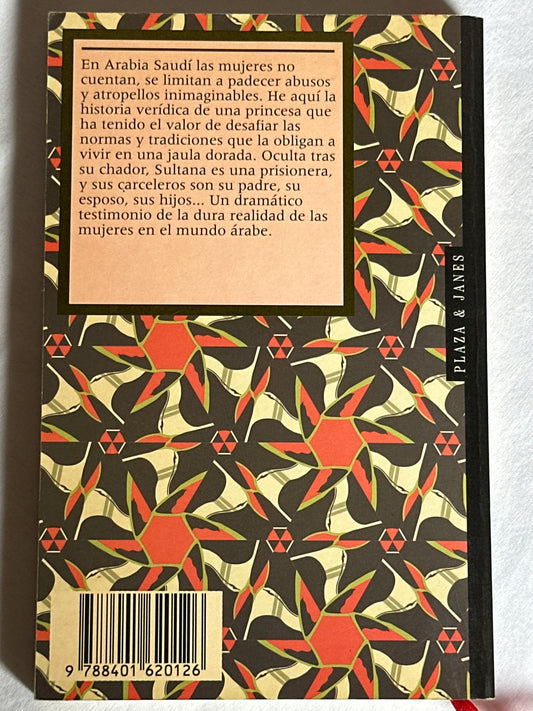 En Arabia Saudí las mujeres no
cuentan, se limitan a padecer abusos
y atropellos inimaginables. He aquí la
historia verídica de una princesa que
ha tenido el valor de desafiar las
normas y tradiciones que la obligan a
vivir en una jaula dorada. Oculta tras
su chador, Sultana es una prisionera,
y sus carceleros son su padre, su
esposo, sus hijos... Un dramático
testimonio de la dura realidad de las
mujeres en el mundo árabe.
PLAZA & JANES
9 788401 620126